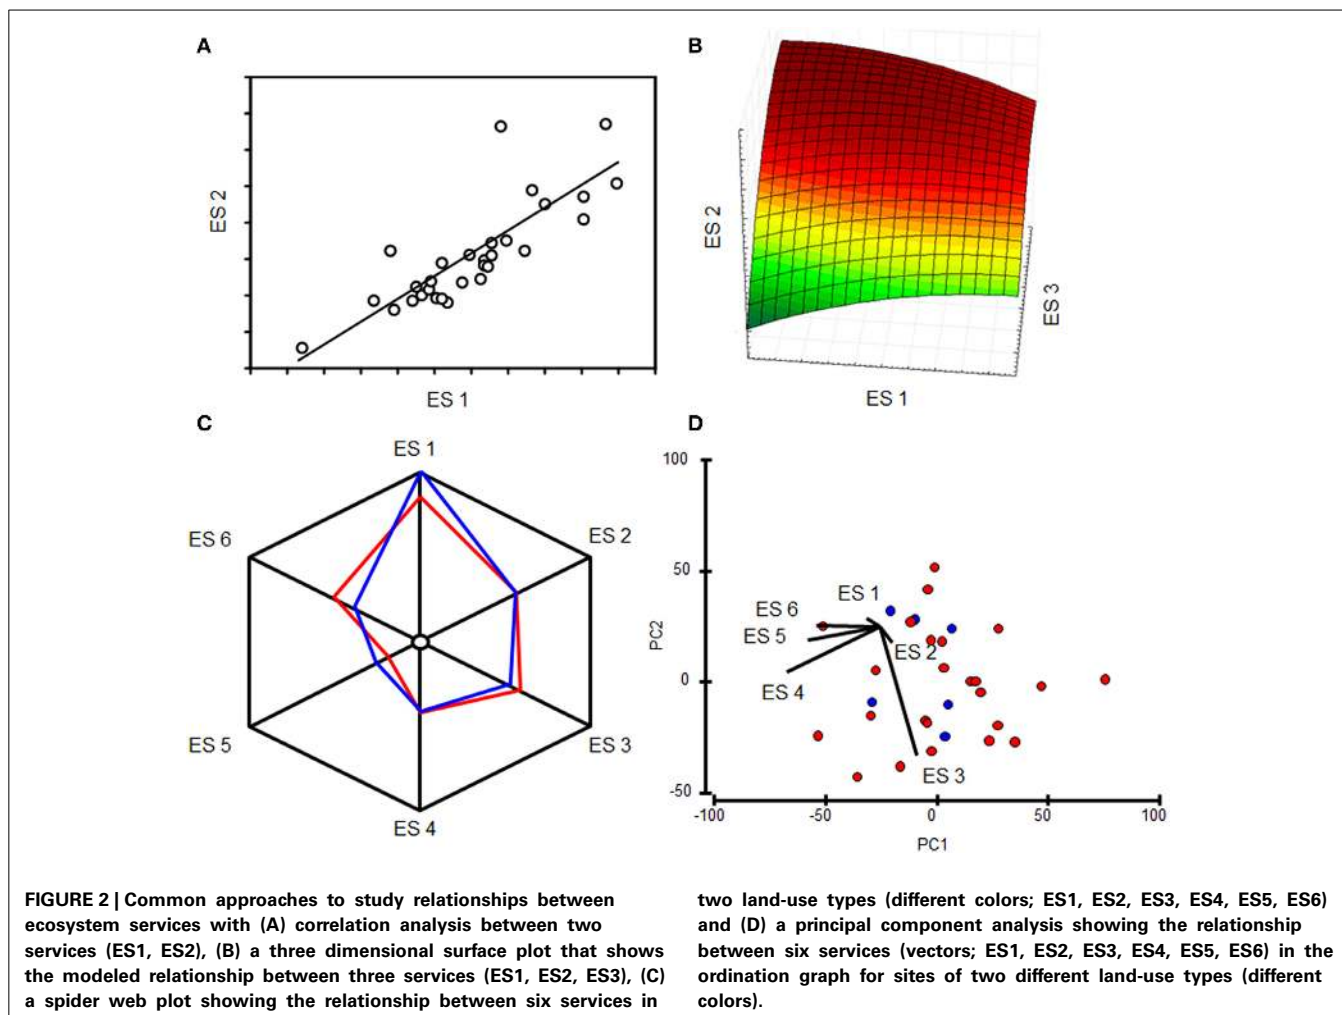 A
ES 2
ES 1
B
ES 2
ES 3
ES 1
C
ES 1
ES 6
ES 2
ES 5
ES 3
ES 4
D
100
50
0
-50
PC2
ES 1
ES 6
ES 5
ES 2
ES 4
ES 3
-100
-50
0
50
100
PC1
FIGURE 2 | Common approaches to study relationships between
ecosystem services with (A) correlation analysis between two
services (ES1, ES2), (B) a three dimensional surface plot that shows
the modeled relationship between three services (ES1, ES2, ES3), (C)
a spider web plot showing the relationship between six services in
two land-use types (different colors; ES1, ES2, ES3, ES4, ES5, ES6)
and (D) a principal component analysis showing the relationship
between six services (vectors; ES1, ES2, ES3, ES4, ES5, ES6) in the
ordination graph for sites of two different land-use types (different
colors).